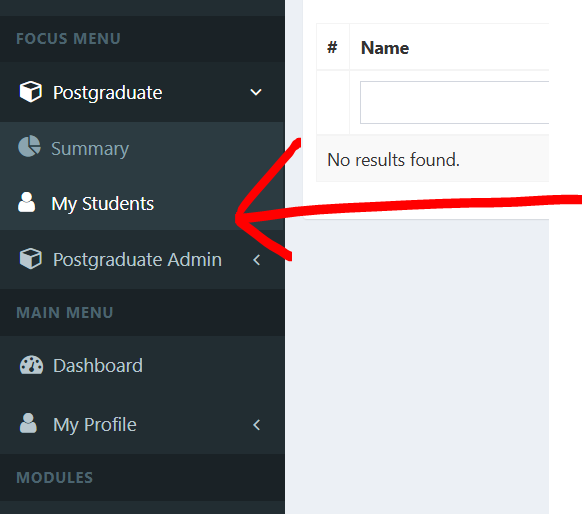 FOCUS MENU
Postgraduate
Summary
My Students
Postgraduate Admin
MAIN MENU
Dashboard
My Profile
MODULES
# Name
No results found.